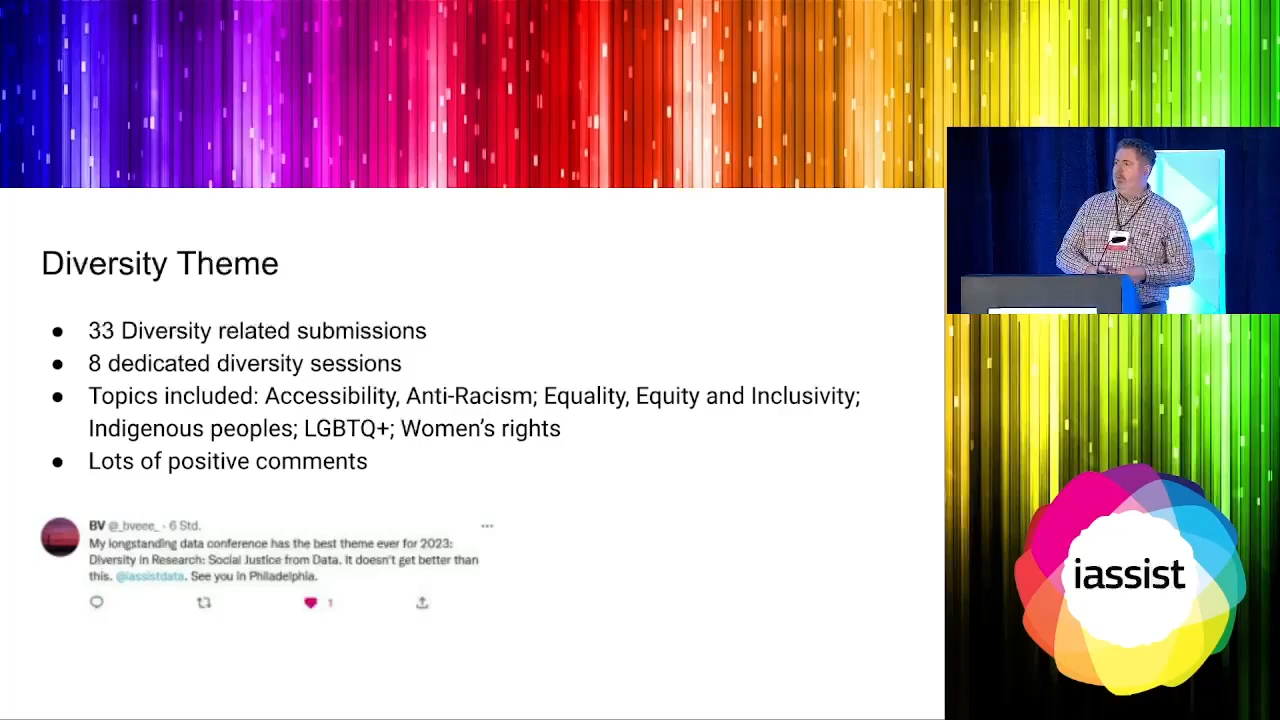 Diversity Theme
● 33 Diversity related submissions
● 8 dedicated diversity sessions
● Topics included: Accessibility, Anti-Racism; Equality, Equity and Inclusivity;
Indigenous peoples; LGBTQ+; Women’s rights
● Lots of positive comments
BV @_bveee_ · 6 Std.
My longstanding data conference has the best theme ever for 2023:
Diversity in Research: Social Justice from Data. It doesn't get better than
this. @iassistdata. See you in Philadelphia.
1
iassist